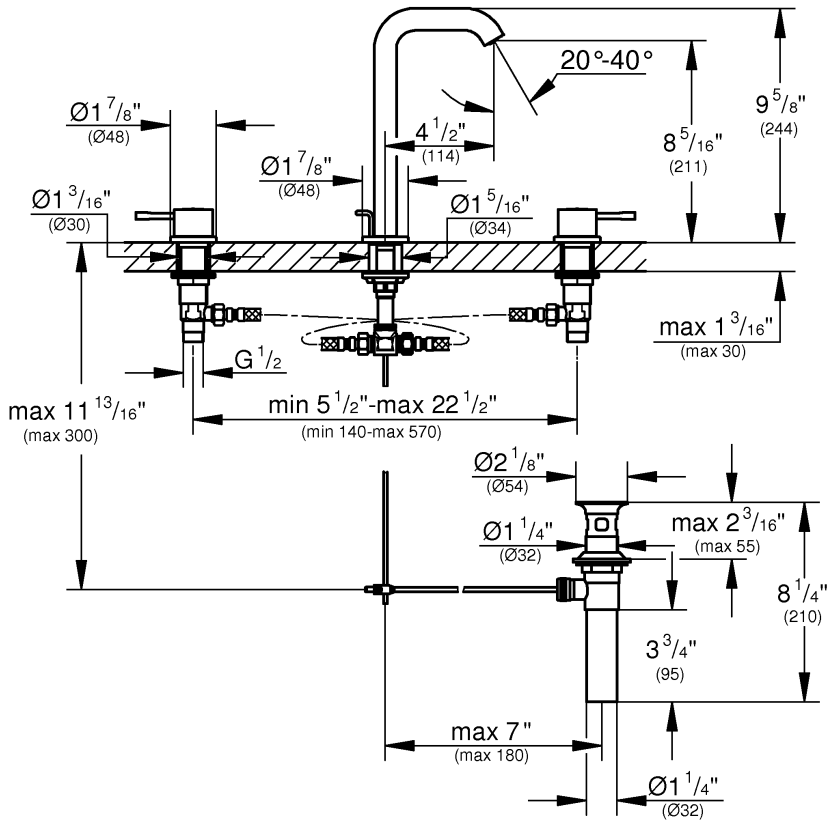 20°-40°
Ø1 7/8"
(Ø48)
4 1/2"
(114)
9 5/8"
(244)
8 5/16"
(211)
Ø1 7/8"
(Ø48)
Ø1 3/16"
(Ø30)
Ø1 5/16"
(Ø34)
max 1 3/16"
(max 30)
G 1/2
max 11 13/16"
(max 300)
min 5 1/2"-max 22 1/2"
(min 140-max 570)
Ø2 1/8"
(Ø54)
max 2 3/16"
(max 55)
Ø1 1/4"
(Ø32)
8 1/4"
(210)
3 3/4"
(95)
max 7"
(max 180)
Ø1 1/4"
(Ø32)